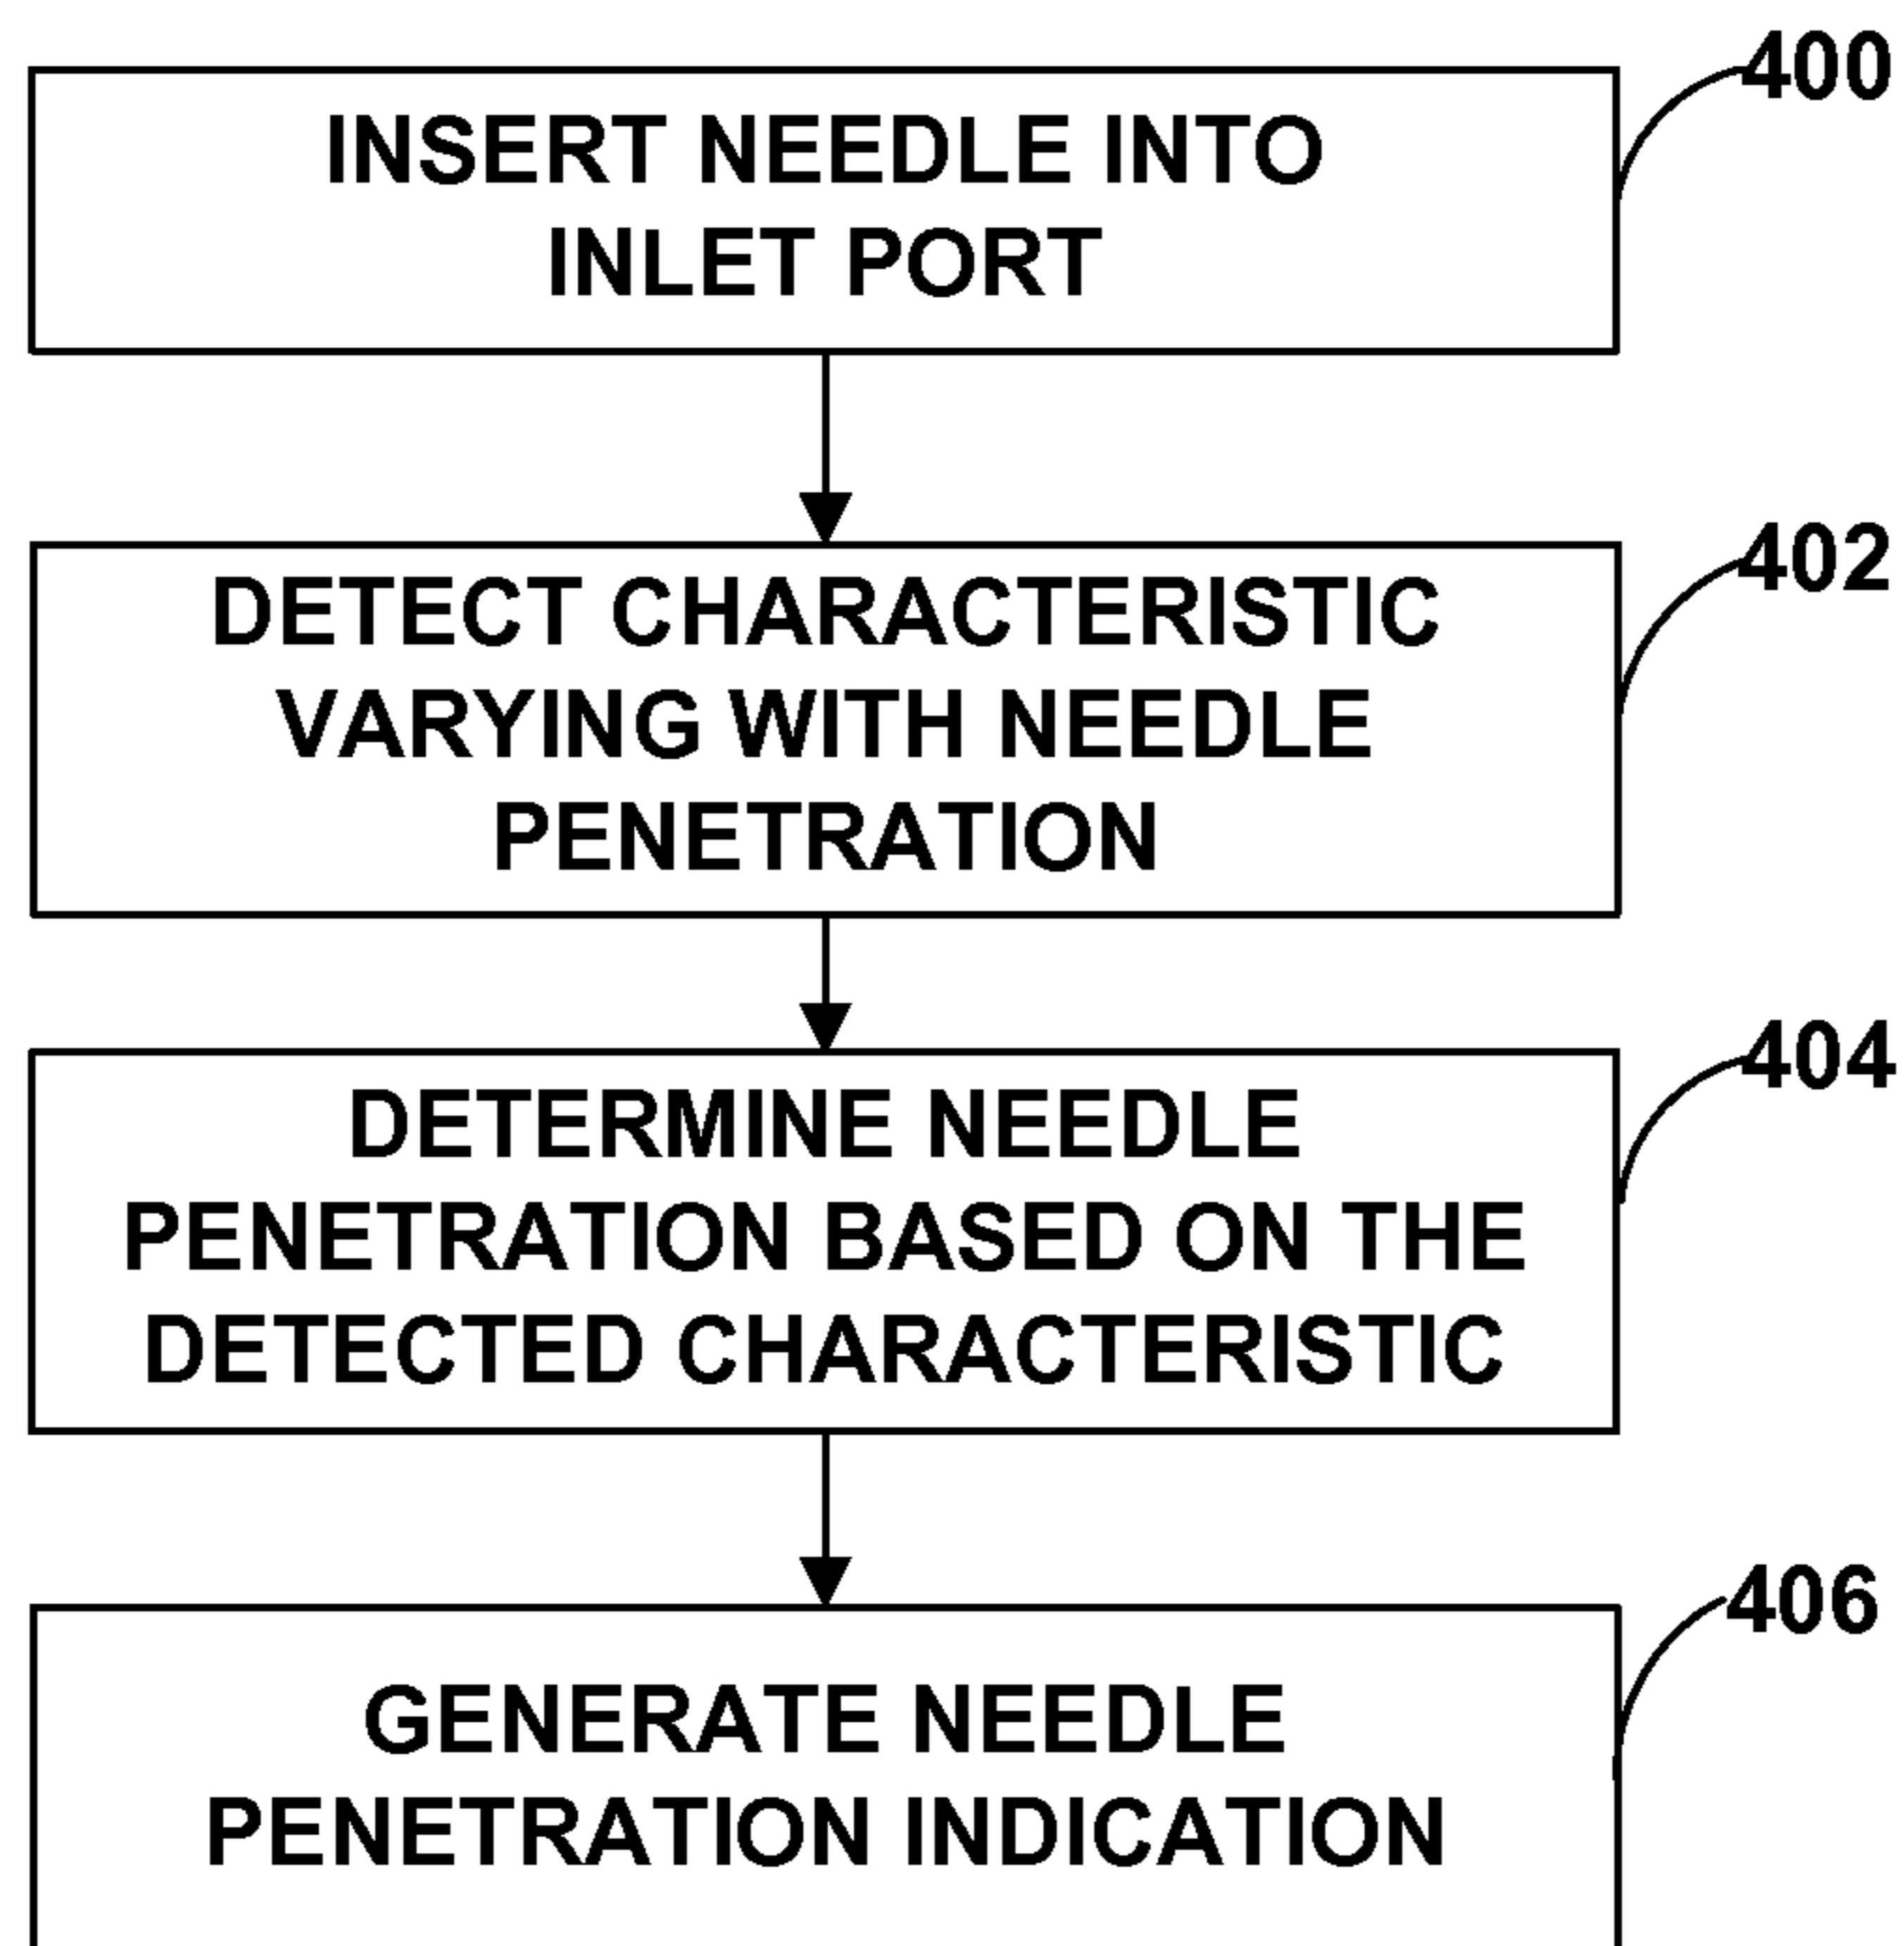 400
INSERT NEEDLE INTO
INLET PORT
402
DETECT CHARACTERISTIC
VARYING WITH NEEDLE
PENETRATION
404
DETERMINE NEEDLE
PENETRATION BASED ON THE
DETECTED CHARACTERISTIC
406
GENERATE NEEDLE
PENETRATION INDICATION